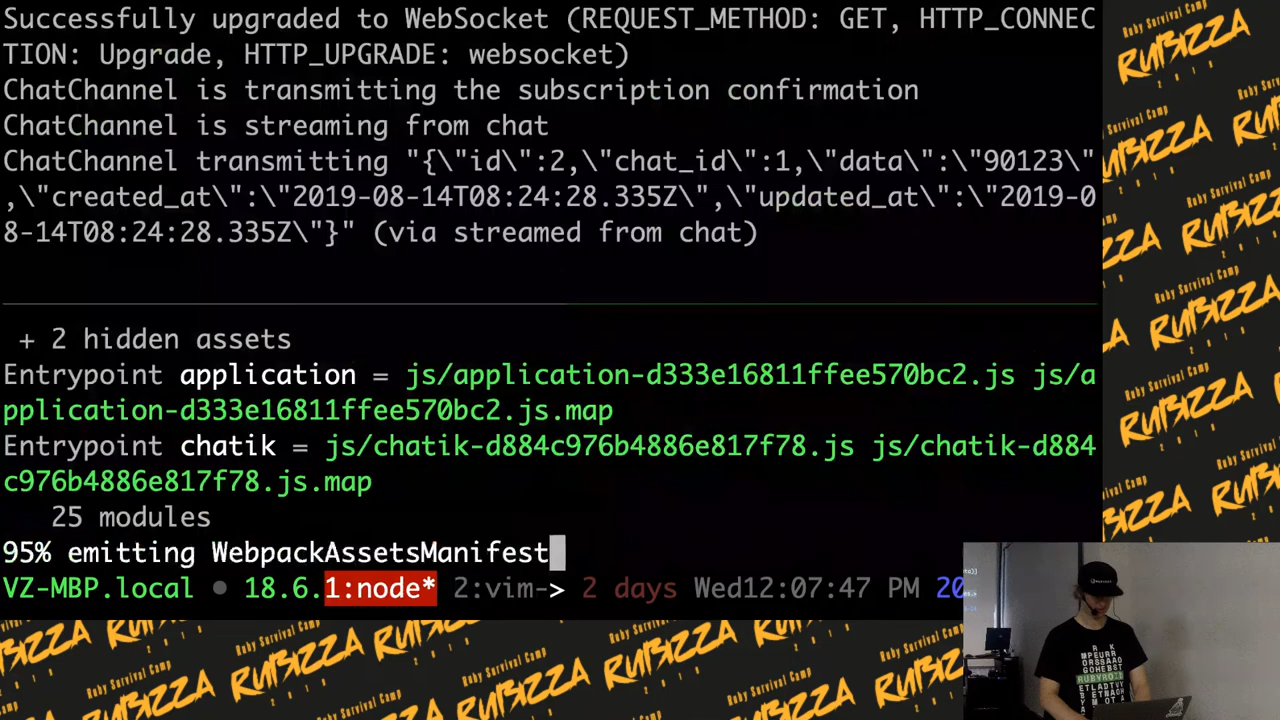 Successfully upgraded to WebSocket (REQUEST_METHOD: GET, HTTP_CONNEC
TION: Upgrade, HTTP_UPGRADE: websocket)
ChatChannel is transmitting the subscription confirmation
ChatChannel is streaming from chat
ChatChannel transmitting "{\"id\":2,\"chat_id\":1,\"data\":\"90123\"
,\"created_at\":\"2019-08-14T08:24:28.335Z\",\"updated_at\":\"2019-0
8-14T08:24:28.335Z\"}" (via streamed from chat)
+ 2 hidden assets
Entrypoint application = js/application-d333e16811ffee570bc2.js js/a
pplication-d333e16811ffee570bc2.js.map
Entrypoint chatik = js/chatik-d884c976b4886e817f78.js js/chatik-d884
c976b4886e817f78.js.map
25 modules
95% emitting WebpackAssetsManifest
VZ-MBP.local ● 18.6.1:node* 2:vim-> 2 days Wed12:07:47 PM 20
Ruby Survival Camp
RUBIZZA
2019